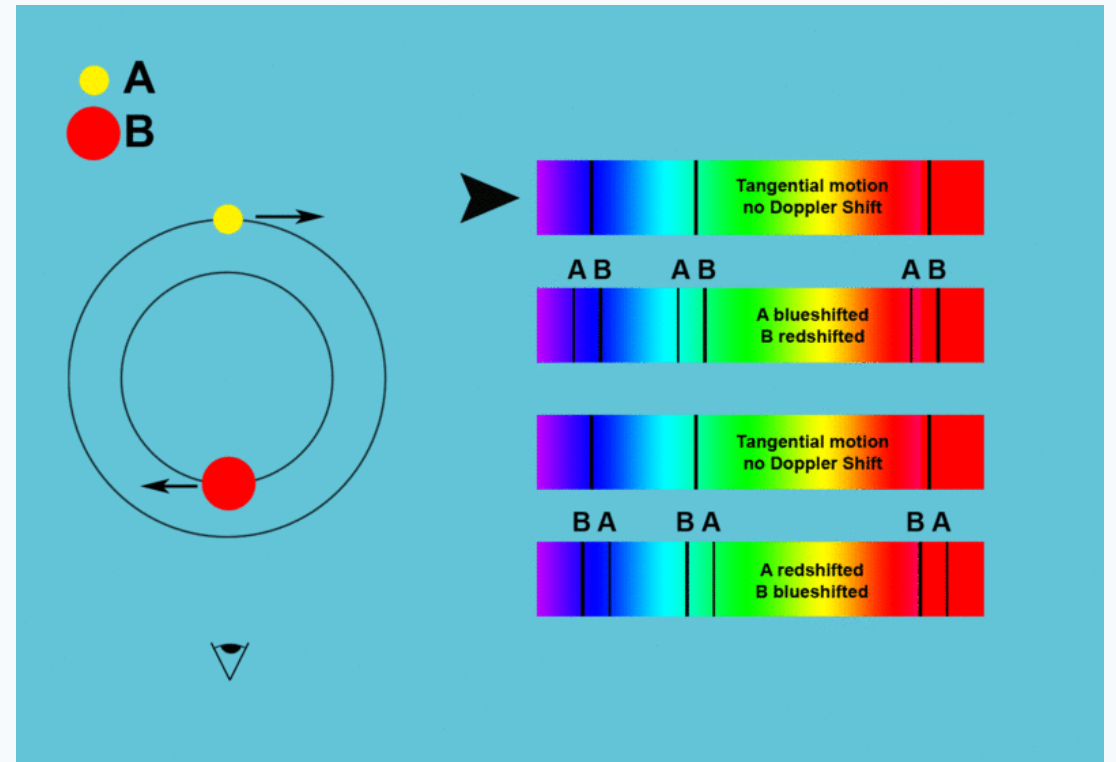 A
B
Tangential motion
no Doppler Shift
A B A B A B
A blueshifted
B redshifted
Tangential motion
no Doppler Shift
B A B A B A
A redshifted
B blueshifted